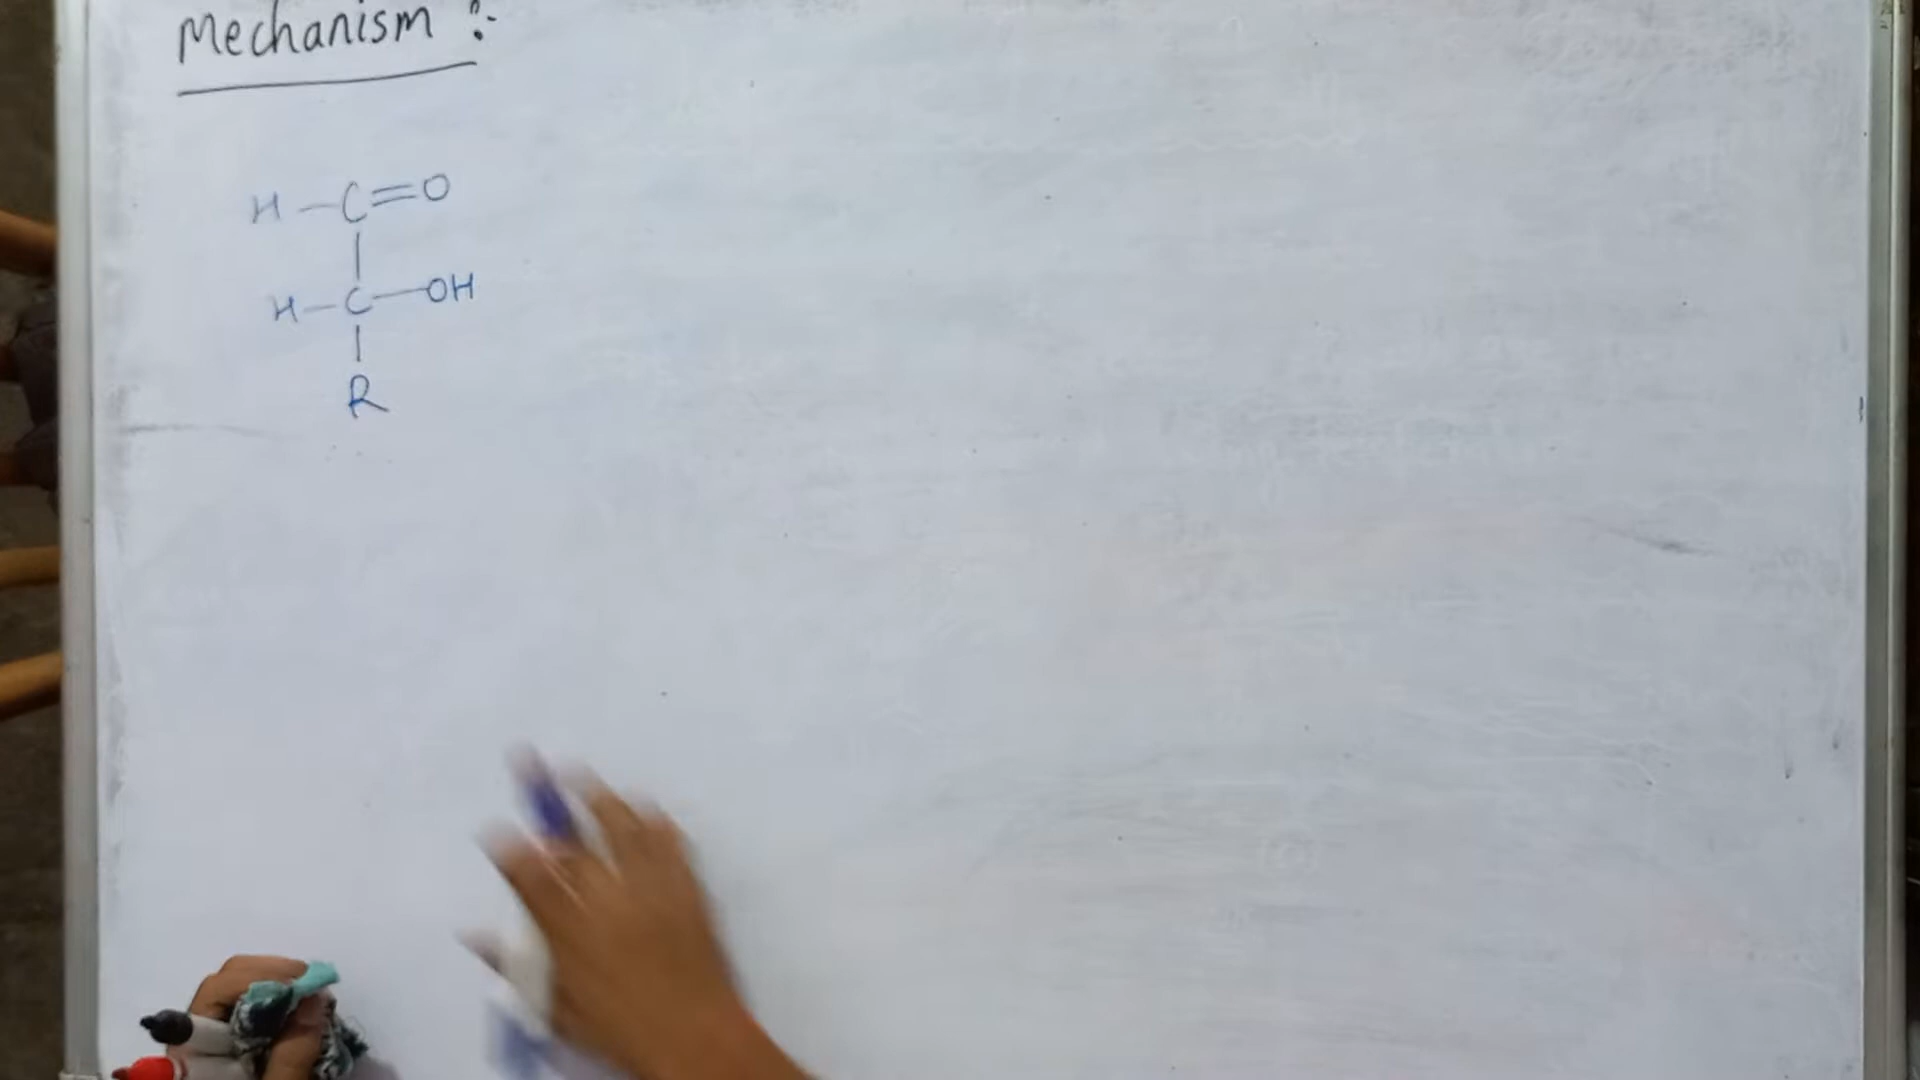 Mechanism :-
H-C=O
|
H-C-OH
|
R